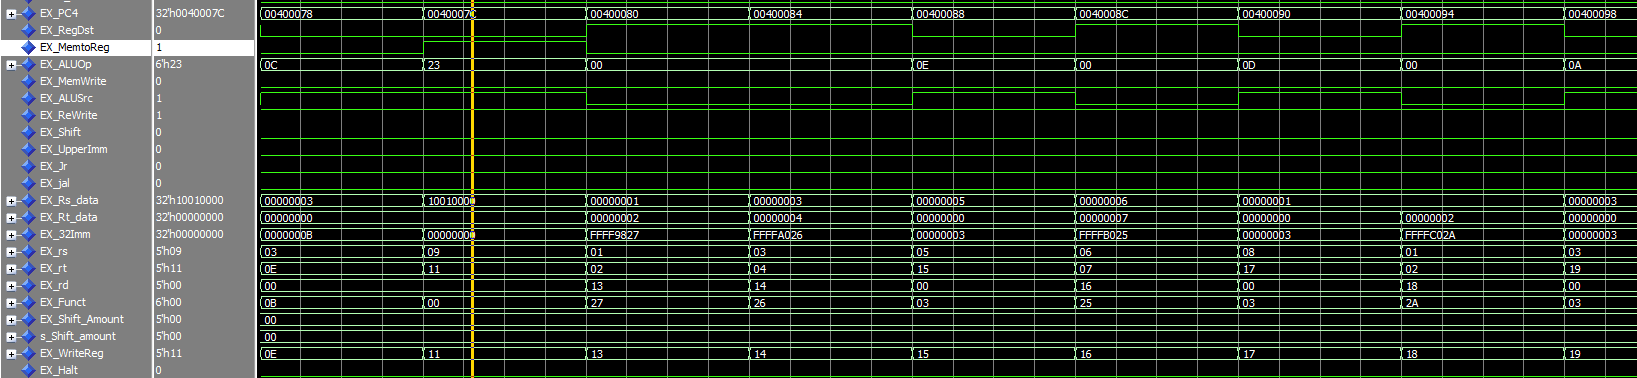 EX_PC4 32'h0040007C 00400078 0040007C 00400080 00400084 00400088 0040008C 00400090 00400094 00400098
EX_RegDst 0
EX_MemtoReg 1
EX_ALUOp 6'h23 0C 23 00 0E 00 0D 00 0A
EX_MemWrite 0
EX_ALUSrc 1
EX_ReWrite 1
EX_Shift 0
EX_UpperImm 0
EX_Jr 0
EX_jal 0
EX_Rs_data 32'h10010000 00000003 10010000 00000001 00000003 00000005 00000006 00000001 00000003
EX_Rt_data 32'h00000000 00000000 00000002 00000004 00000000 00000007 00000000 00000002 00000000
EX_32Imm 32'h00000000 0000000B 00000000 FFFF9827 FFFFA026 00000003 FFFFB025 00000003 FFFFC02A 00000003
EX_rs 5'h09 03 09 01 03 05 06 08 01 03
EX_rt 5'h11 0E 11 02 04 15 07 17 02 19
EX_rd 5'h00 00 13 14 00 16 00 18 00
EX_Funct 6'h00 0B 00 27 26 03 25 03 2A 03
EX_Shift_Amount 5'h00 00
s_Shift_amount 5'h00 00
EX_WriteReg 5'h11 0E 11 13 14 15 16 17 18 19
EX_Halt 0